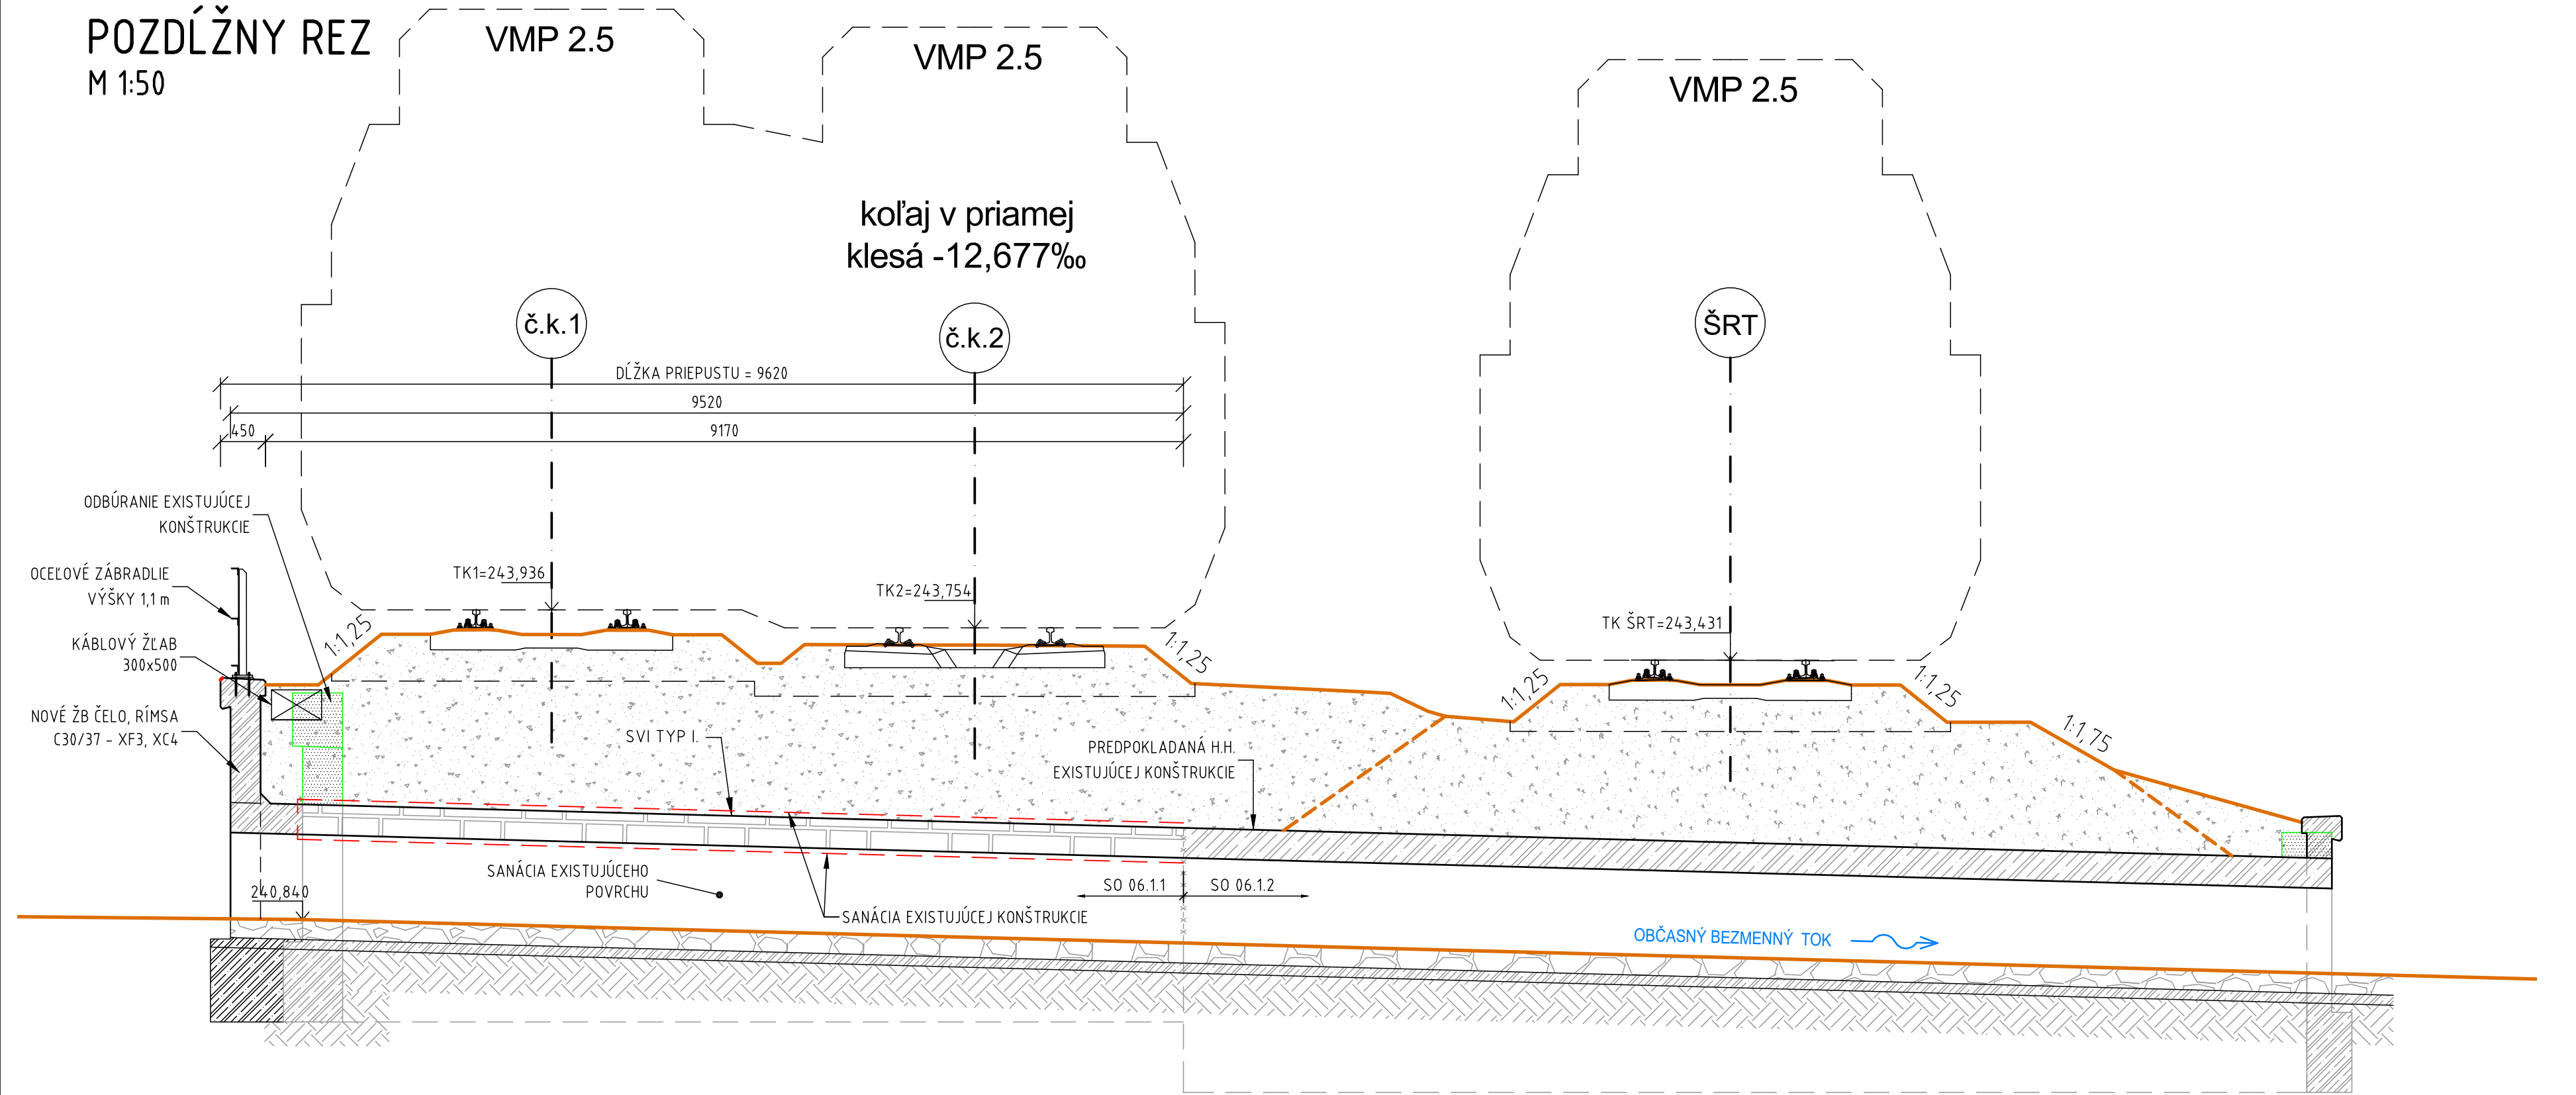 POZDĹŽNY REZ
M 1:50
VMP 2.5
VMP 2.5
VMP 2.5
koľaj v priamej
klesá -12,677‰
č.k.1
č.k.2
ŠRT
DĹŽKA PRIEPUSTU = 9620
9520
450
9170
ODBÚRANIE EXISTUJÚCEJ
KONŠTRUKCIE
OCEĽOVÉ ZÁBRADLIE
VÝŠKY 1,1 m
KÁBLOVÝ ŽĽAB
300x500
NOVÉ ŽB ČELO, RÍMSA
C30/37 - XF3, XC4
TK1=243,936
TK2=243,754
TK ŠRT=243,431
1:1,25
1:1,25
1:1,25
1:1,25
1:1,75
SVI TYP I.
PREDPOKLADANÁ H.H.
EXISTUJÚCEJ KONŠTRUKCIE
SANÁCIA EXISTUJÚCEHO
POVRCHU
240,840
SO 06.1.1
SO 06.1.2
SANÁCIA EXISTUJÚCEJ KONŠTRUKCIE
OBČASNÝ BEZMENNÝ TOK